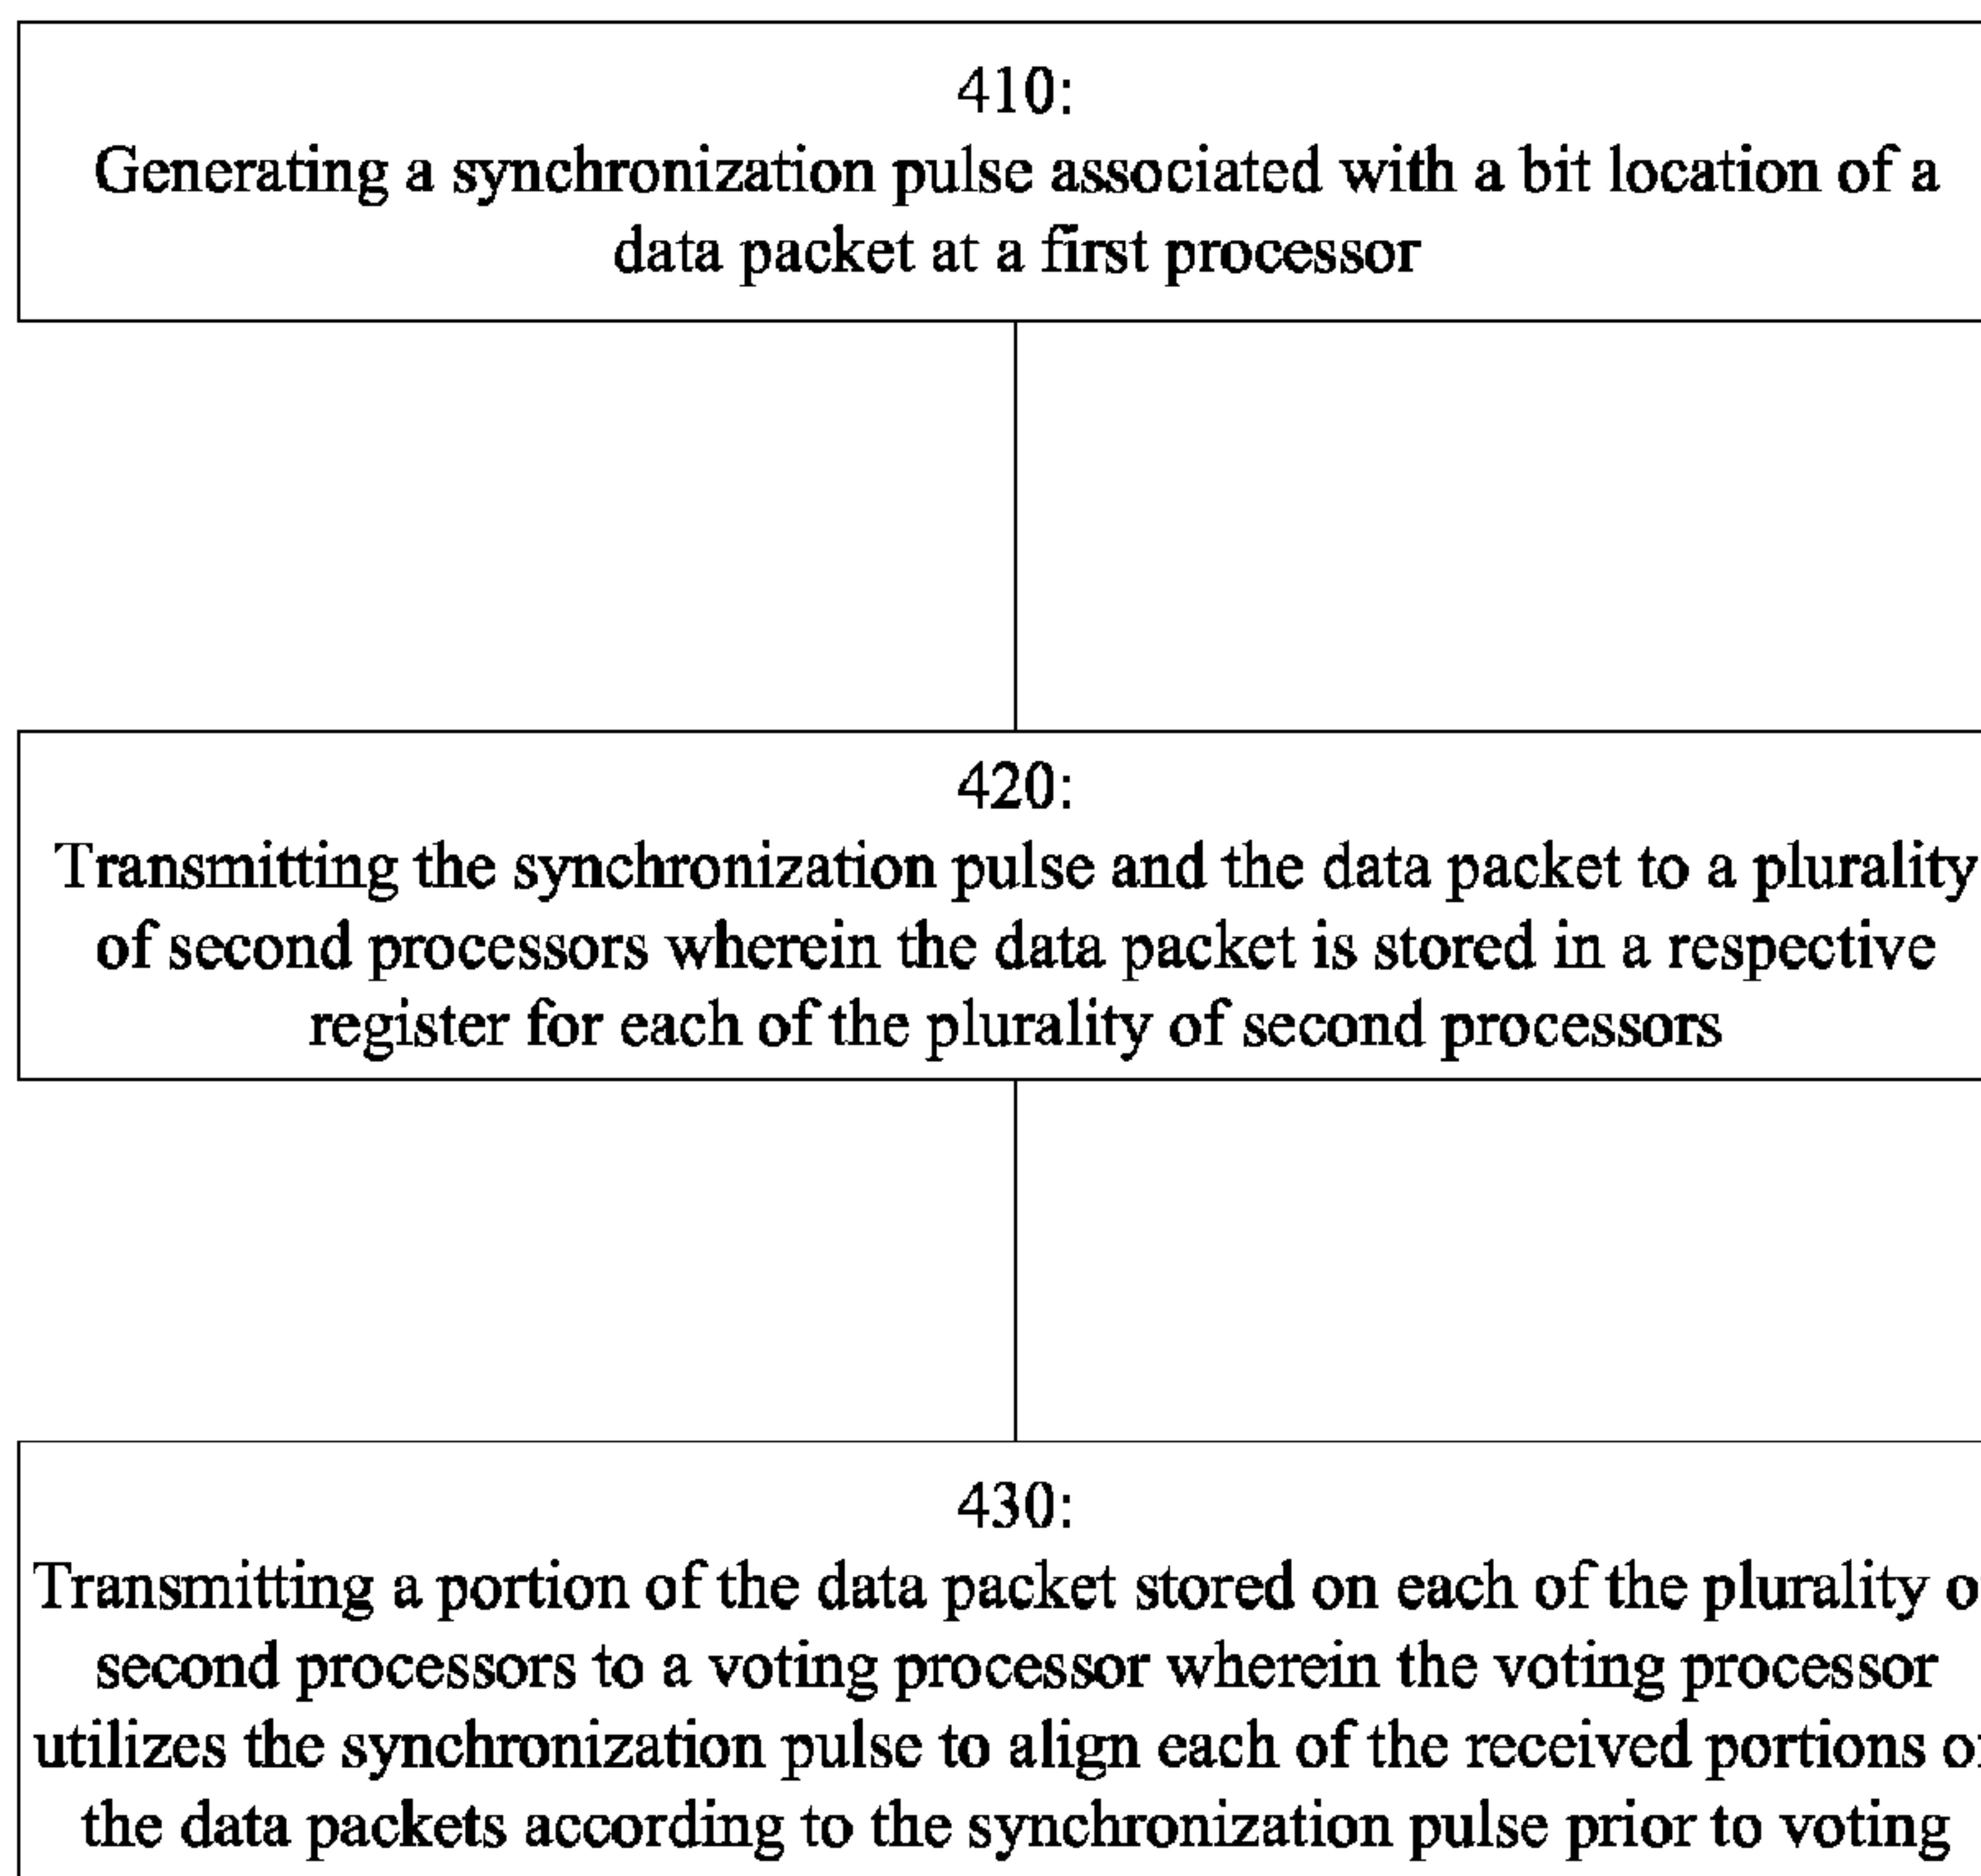 410:
Generating a synchronization pulse associated with a bit location of a
data packet at a first processor
420:
Transmitting the synchronization pulse and the data packet to a plurality
of second processors wherein the data packet is stored in a respective
register for each of the plurality of second processors
430:
Transmitting a portion of the data packet stored on each of the plurality of
second processors to a voting processor wherein the voting processor
utilizes the synchronization pulse to align each of the received portions of
the data packets according to the synchronization pulse prior to voting